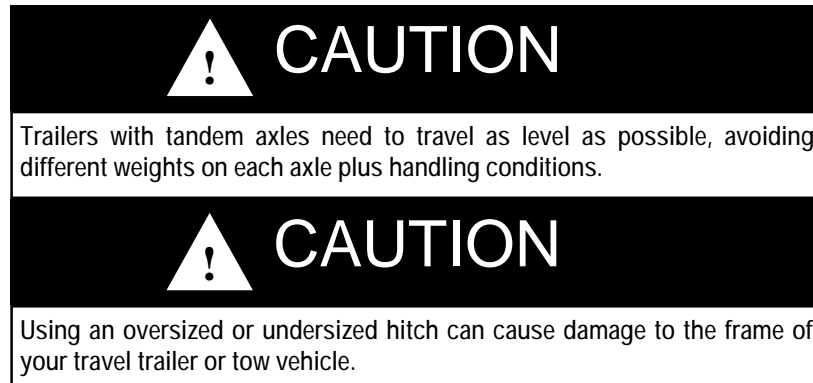 ! CAUTION
Trailers with tandem axles need to travel as level as possible, avoiding
different weights on each axle plus handling conditions.
! CAUTION
Using an oversized or undersized hitch can cause damage to the frame of
your travel trailer or tow vehicle.